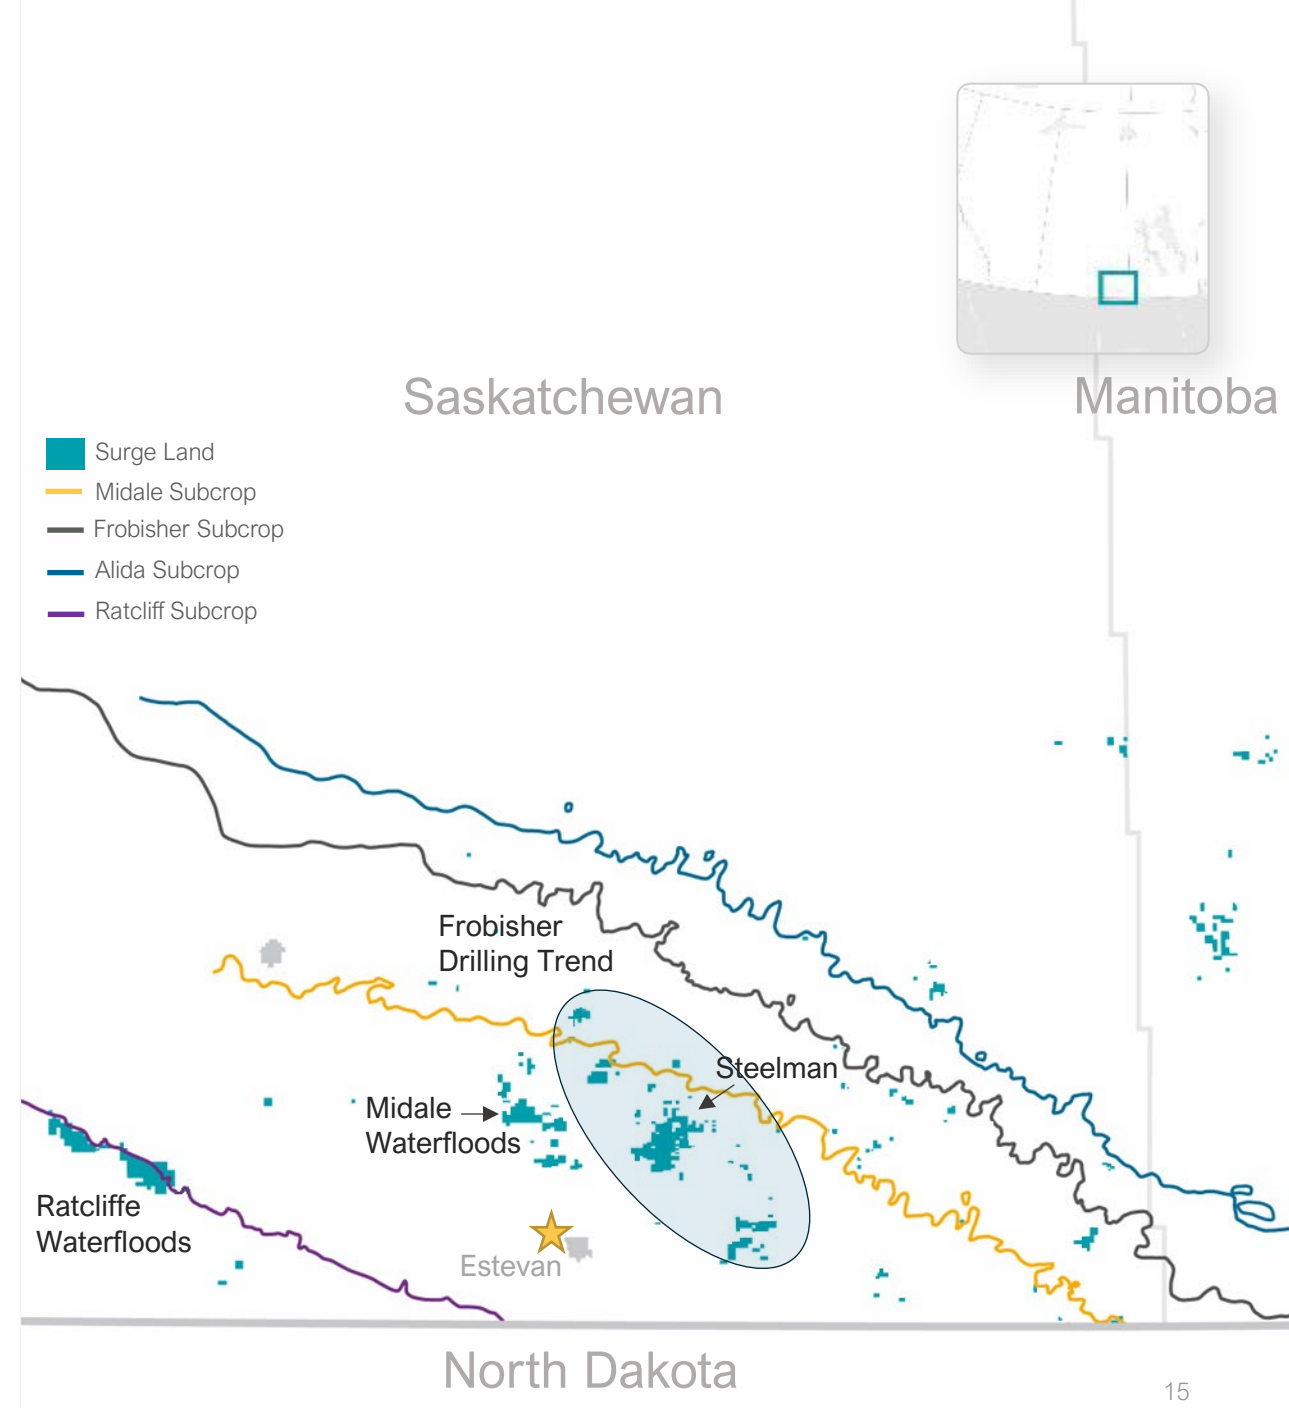 Saskatchewan
Manitoba
Surge Land
Midale Subcrop
Frobisher Subcrop
Alida Subcrop
Ratcliff Subcrop
Frobisher
Drilling Trend
Steelman
Midale
Waterfloods
Ratcliffe
Waterfloods
Estevan
North Dakota
15